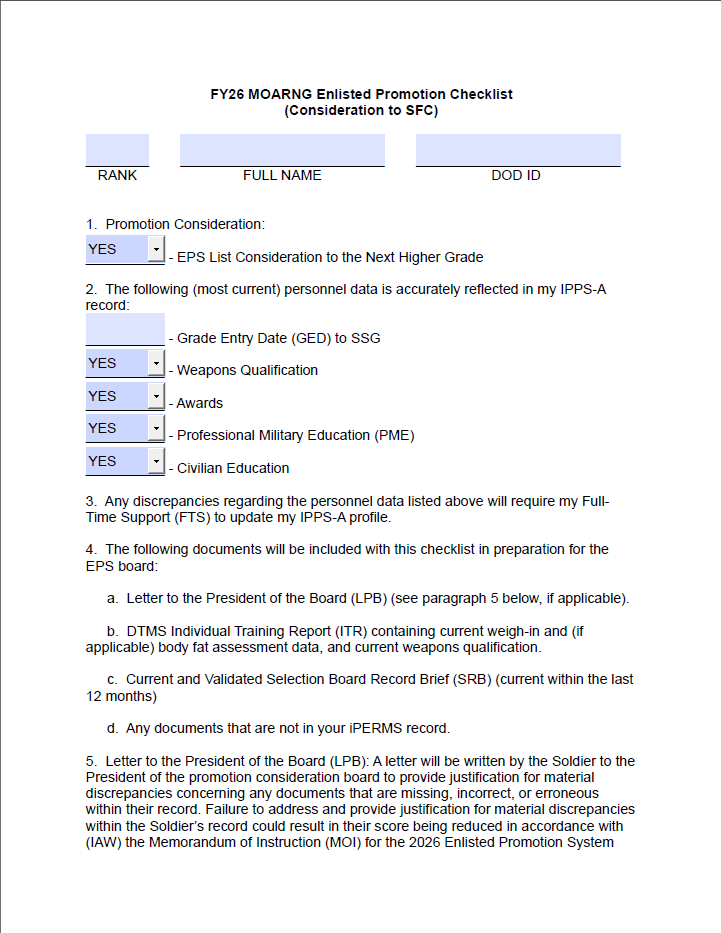 FY26 MOARNG Enlisted Promotion Checklist
(Consideration to SFC)
RANK FULL NAME DOD ID
1. Promotion Consideration:
YES - EPS List Consideration to the Next Higher Grade
2. The following (most current) personnel data is accurately reflected in my IPPS-A
record:
- Grade Entry Date (GED) to SSG
YES - Weapons Qualification
YES - Awards
YES - Professional Military Education (PME)
YES - Civilian Education
3. Any discrepancies regarding the personnel data listed above will require my Full-
Time Support (FTS) to update my IPPS-A profile.
4. The following documents will be included with this checklist in preparation for the
EPS board:
a. Letter to the President of the Board (LPB) (see paragraph 5 below, if applicable).
b. DTMS Individual Training Report (ITR) containing current weigh-in and (if
applicable) body fat assessment data, and current weapons qualification.
c. Current and Validated Selection Board Record Brief (SRB) (current within the last
12 months)
d. Any documents that are not in your iPERMS record.
5. Letter to the President of the Board (LPB): A letter will be written by the Soldier to the
President of the promotion consideration board to provide justification for material
discrepancies concerning any documents that are missing, incorrect, or erroneous
within their record. Failure to address and provide justification for material discrepancies
within the Soldier's record could result in their score being reduced in accordance with
(IAW) the Memorandum of Instruction (MOI) for the 2026 Enlisted Promotion System